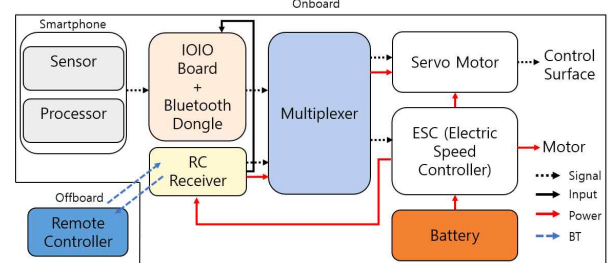 Onboard
Smartphone
Sensor
Processor
IOIO
Board
+
Bluetooth
Dongle
RC
Receiver
Multiplexer
Servo Motor
Control
Surface
ESC (Electric
Speed
Controller)
Motor
Battery
Offboard
Remote
Controller
Signal
Input
Power
BT